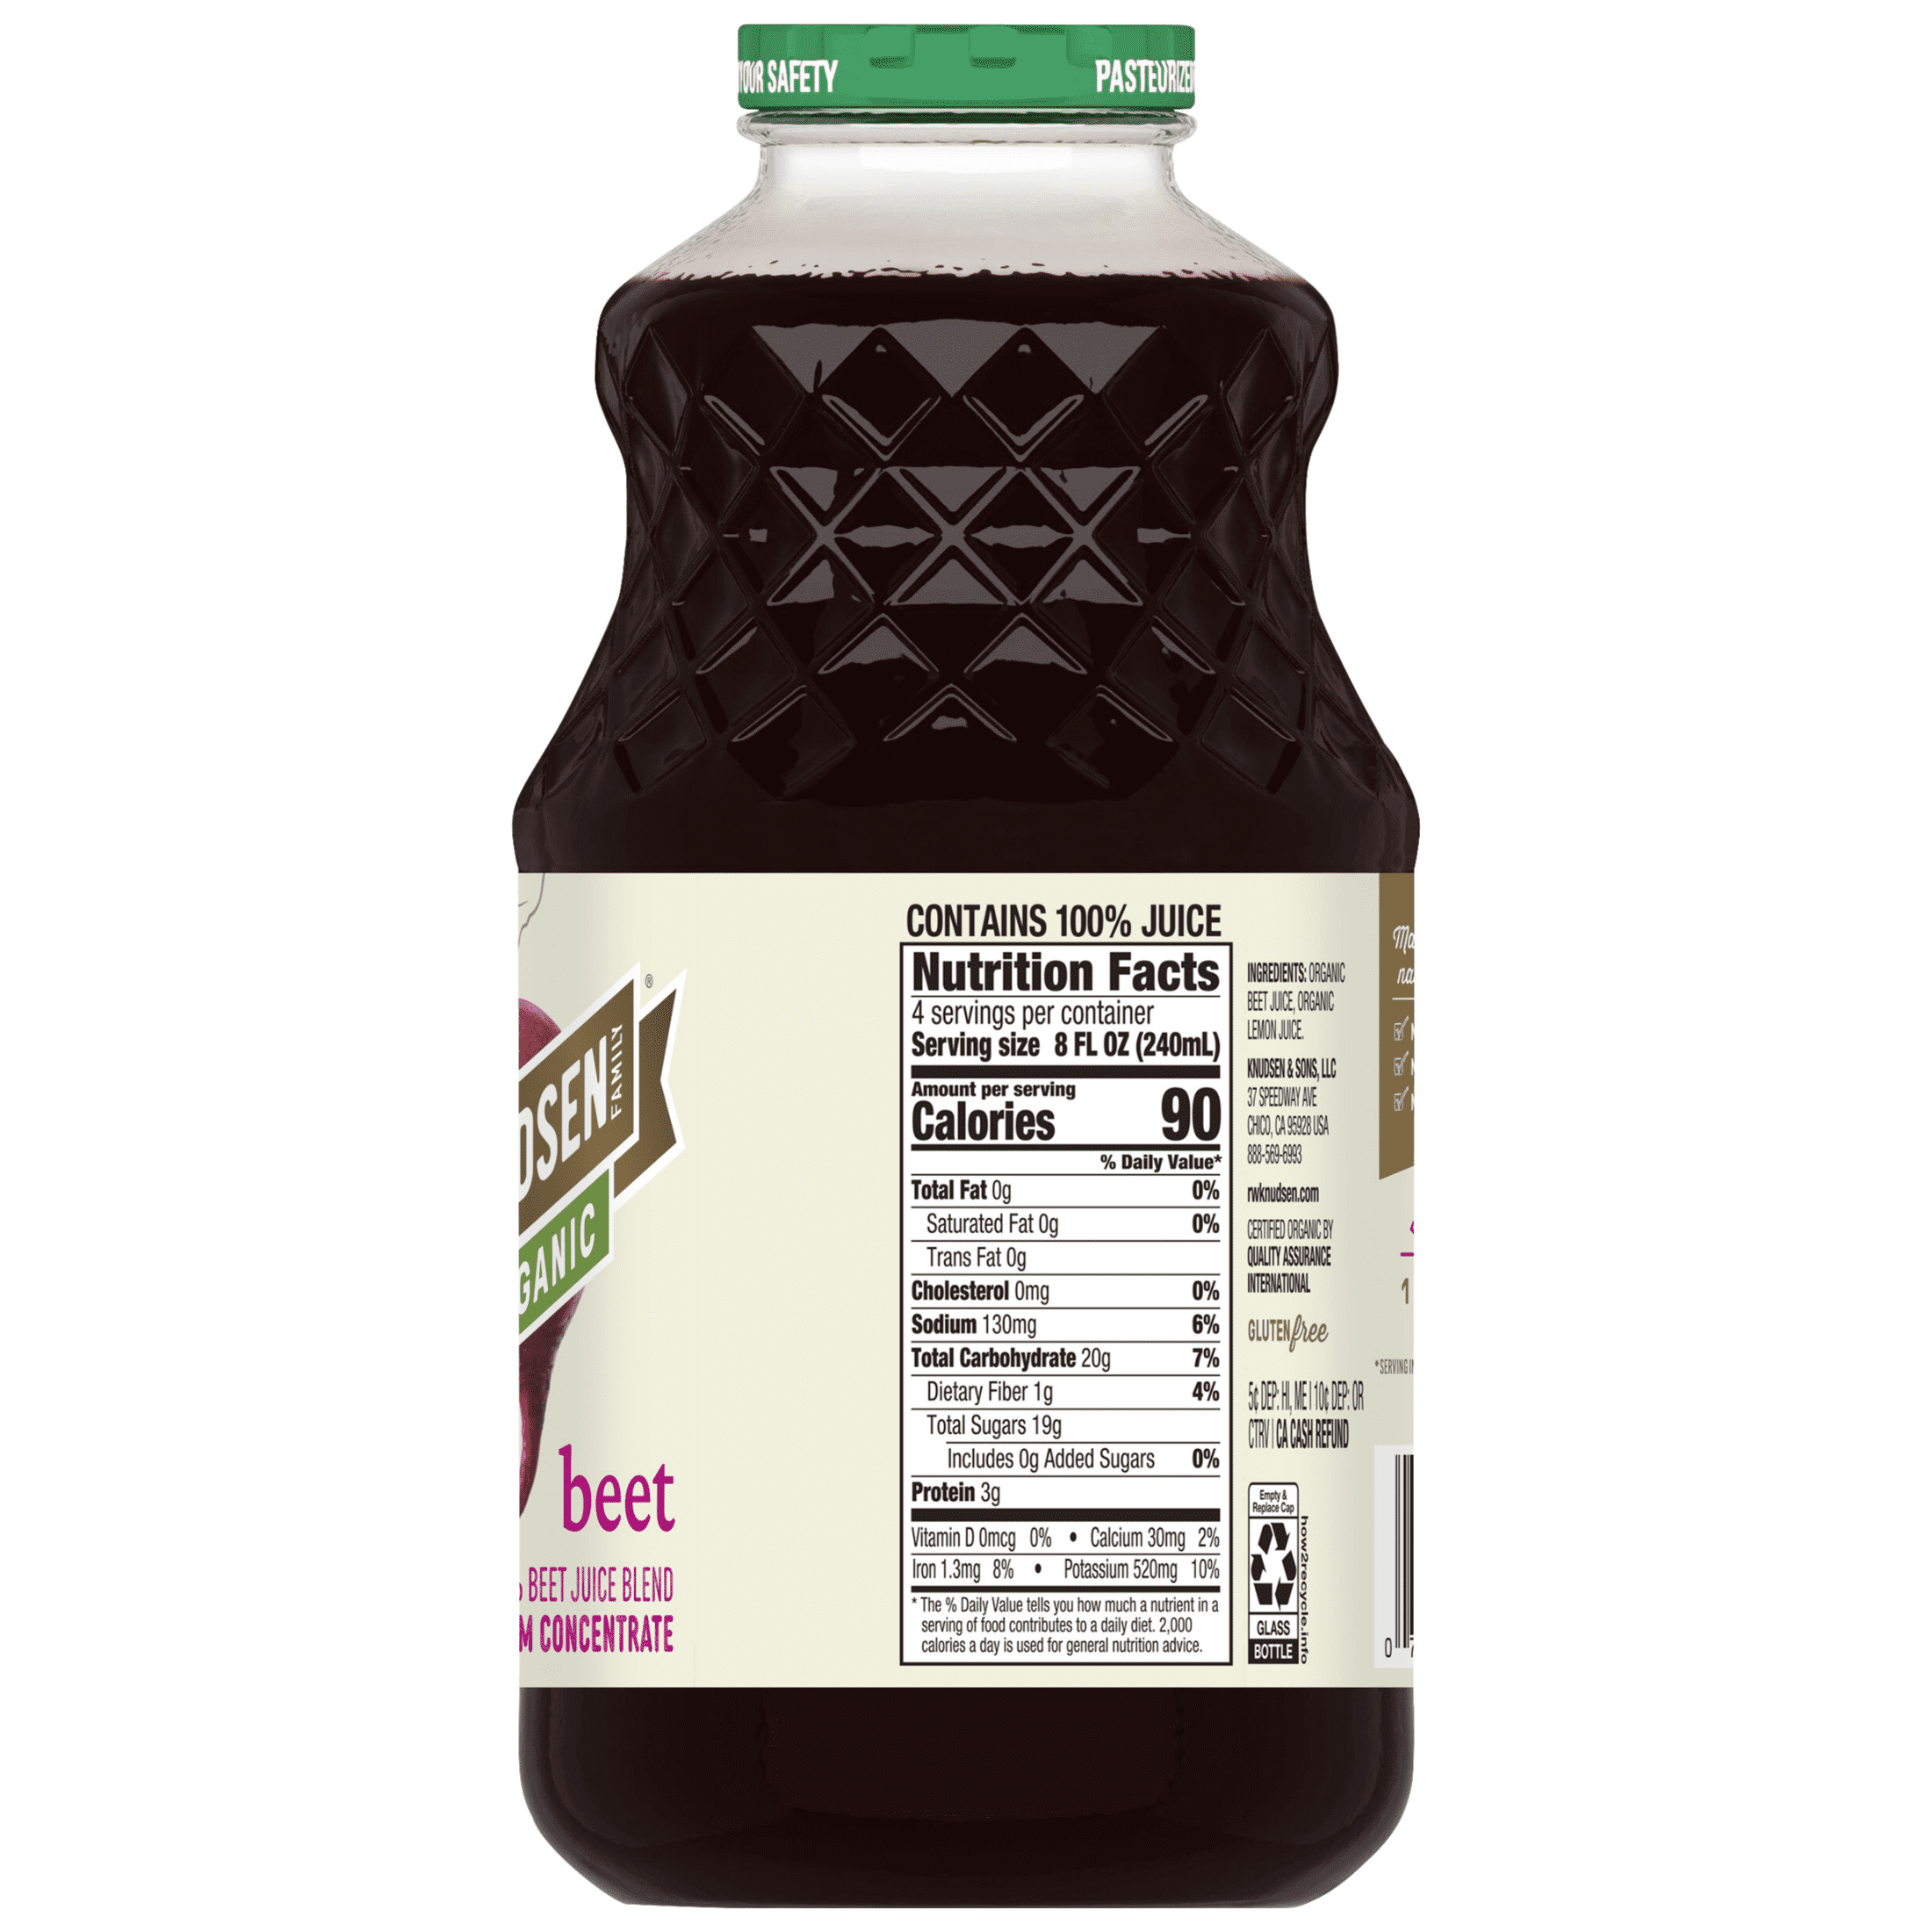 YOUR SAFETY
PASTEURIZED
®
DSEN
FAMILY
GANIC
beet
BEET JUICE BLEND
M CONCENTRATE
CONTAINS 100% JUICE
Nutrition Facts
4 servings per container
Serving size 8 FL OZ (240mL)
Amount per serving
Calories 90
% Daily Value*
Total Fat 0g 0%
Saturated Fat 0g 0%
Trans Fat 0g
Cholesterol 0mg 0%
Sodium 130mg 6%
Total Carbohydrate 20g 7%
Dietary Fiber 1g 4%
Total Sugars 19g
Includes 0g Added Sugars 0%
Protein 3g
Vitamin D 0mcg 0% • Calcium 30mg 2%
Iron 1.3mg 8% • Potassium 520mg 10%
* The % Daily Value tells you how much a nutrient in a
serving of food contributes to a daily diet. 2,000
calories a day is used for general nutrition advice.
INGREDIENTS: ORGANIC
BEET JUICE, ORGANIC
LEMON JUICE.
KNUDSEN & SONS, LLC
37 SPEEDWAY AVE
CHICO, CA 95928 USA
888-569-6993
rwknudsen.com
CERTIFIED ORGANIC BY
QUALITY ASSURANCE
INTERNATIONAL
GLUTEN free
5¢ DEP: HI, ME | 10¢ DEP: OR
CTRV | CA CASH REFUND
Empty &
Replace Cap
GLASS
BOTTLE
how2recycle.info
Ma
na
1
*SERVING I
0 7